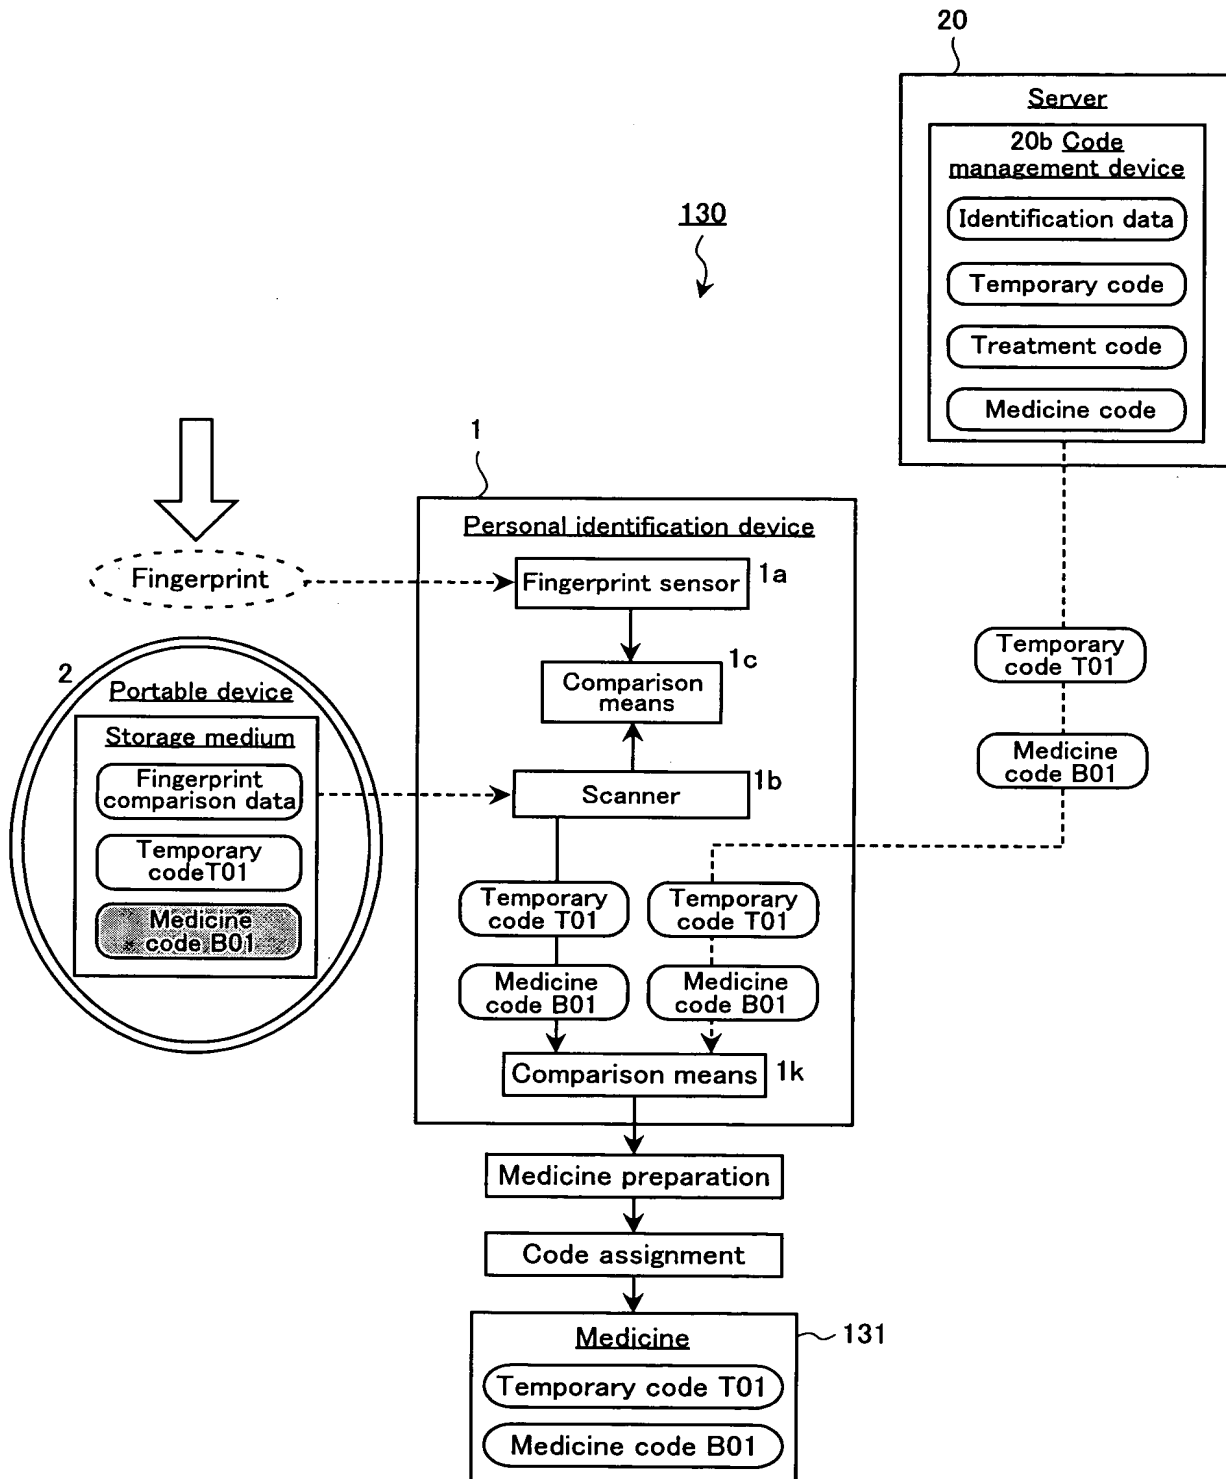 20
Server
20b Code
management device
Identification data
Temporary code
Treatment code
Medicine code
130
1
Personal identification device
Fingerprint
Fingerprint sensor
1a
1c
Comparison
means
2
Portable device
Storage medium
Fingerprint
comparison data
Scanner
1b
Temporary
codeT01
Medicine
code B01
Temporary
code T01
Medicine
code B01
Temporary
code T01
Temporary
code T01
Medicine
code B01
Medicine
code B01
Comparison means
1k
Medicine preparation
Code assignment
Medicine
131
Temporary code T01
Medicine code B01